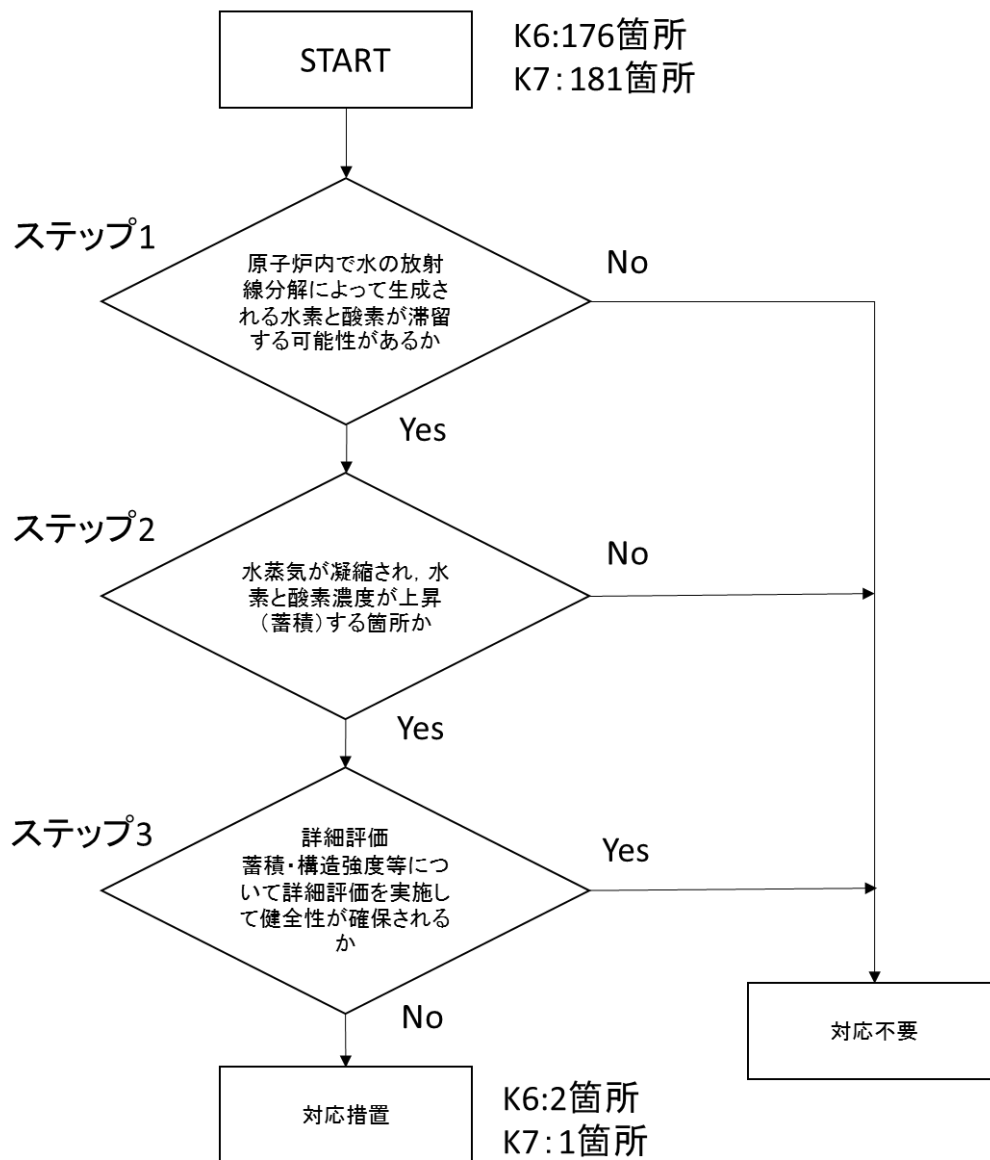 START
K6:176箇所
K7：181箇所
ステップ1
原子炉内で水の放射
線分解によって生成さ
れる水素と酸素が滞留
する可能性があるか
No
Yes
ステップ2
水蒸気が凝縮され，水
素と酸素濃度が上昇
（蓄積）する箇所か
No
Yes
ステップ3
詳細評価
蓄積・構造強度等につ
いて詳細評価を実施し
て健全性が確保される
か
Yes
No
対応不要
対応措置
K6:2箇所
K7：1箇所